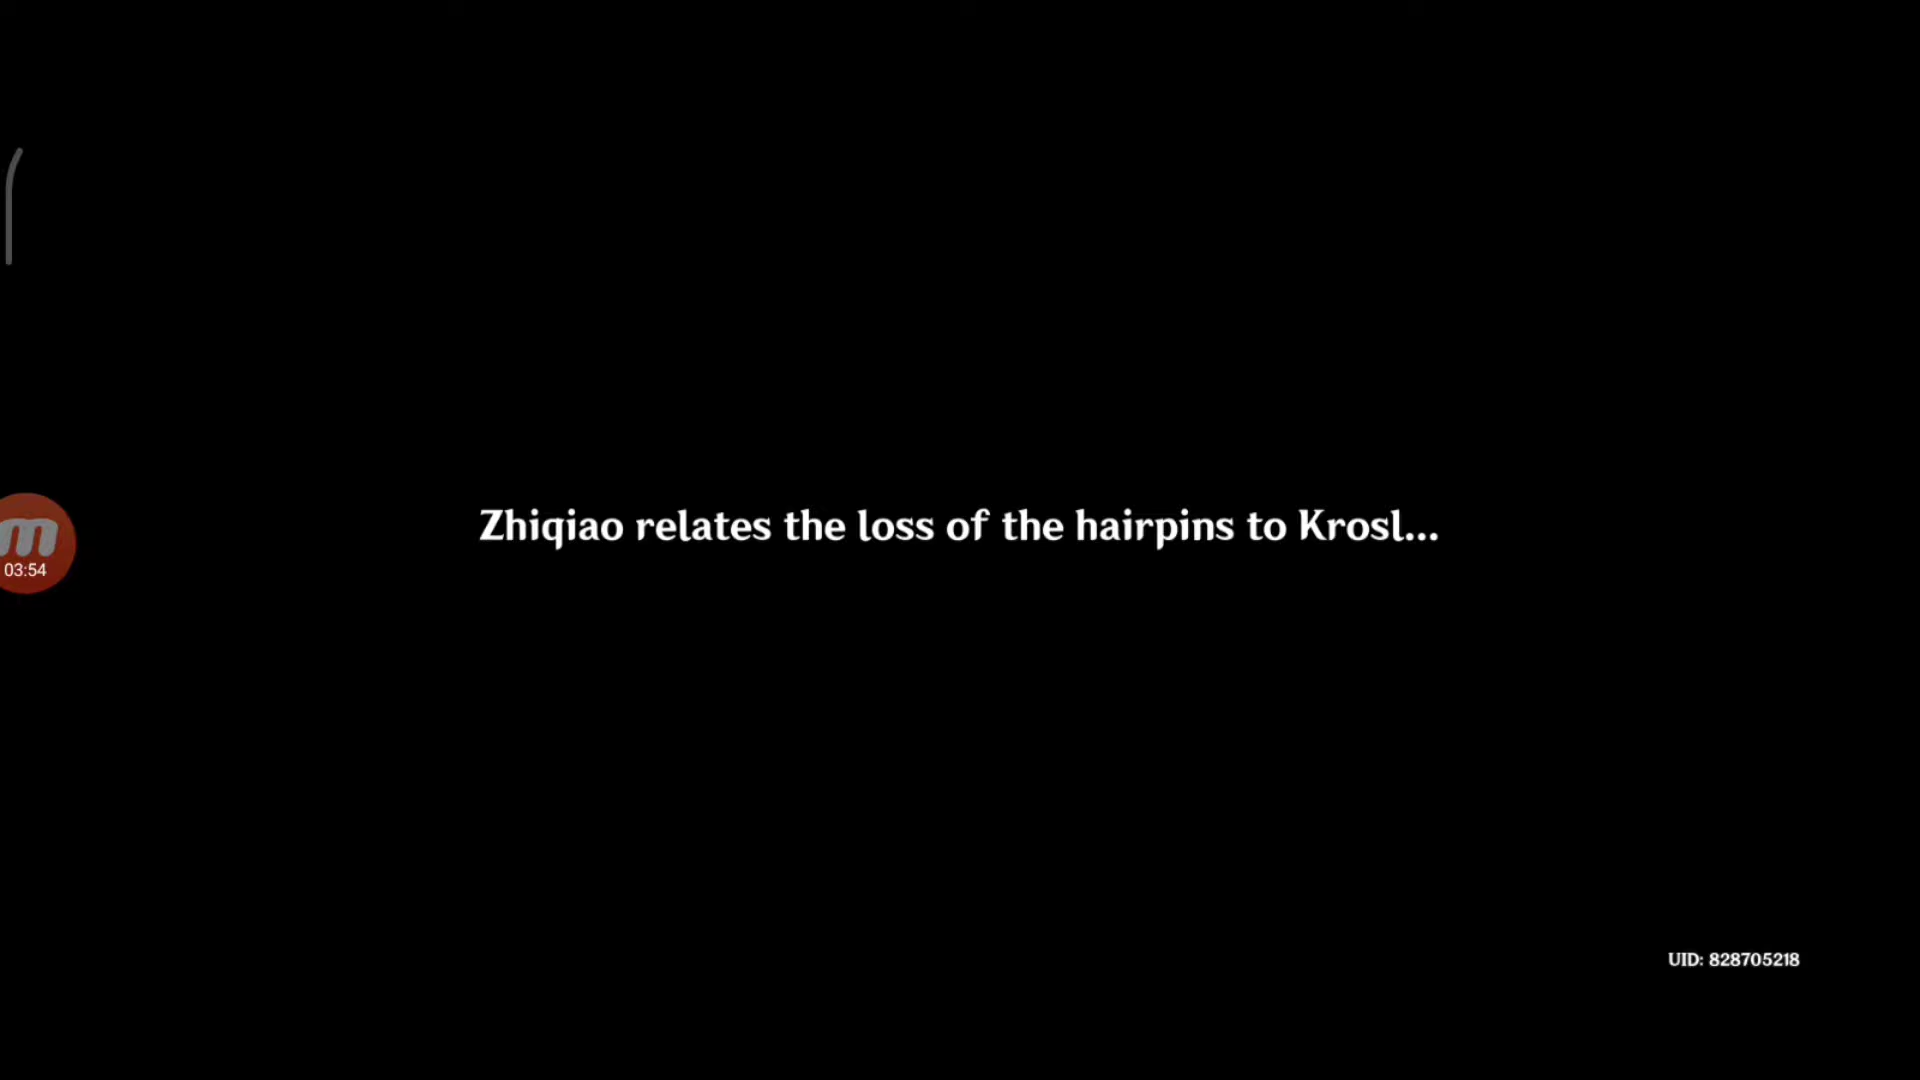 Zhiqiao relates the loss of the hairpins to Krosl...
m
03:54
UID: 828705218